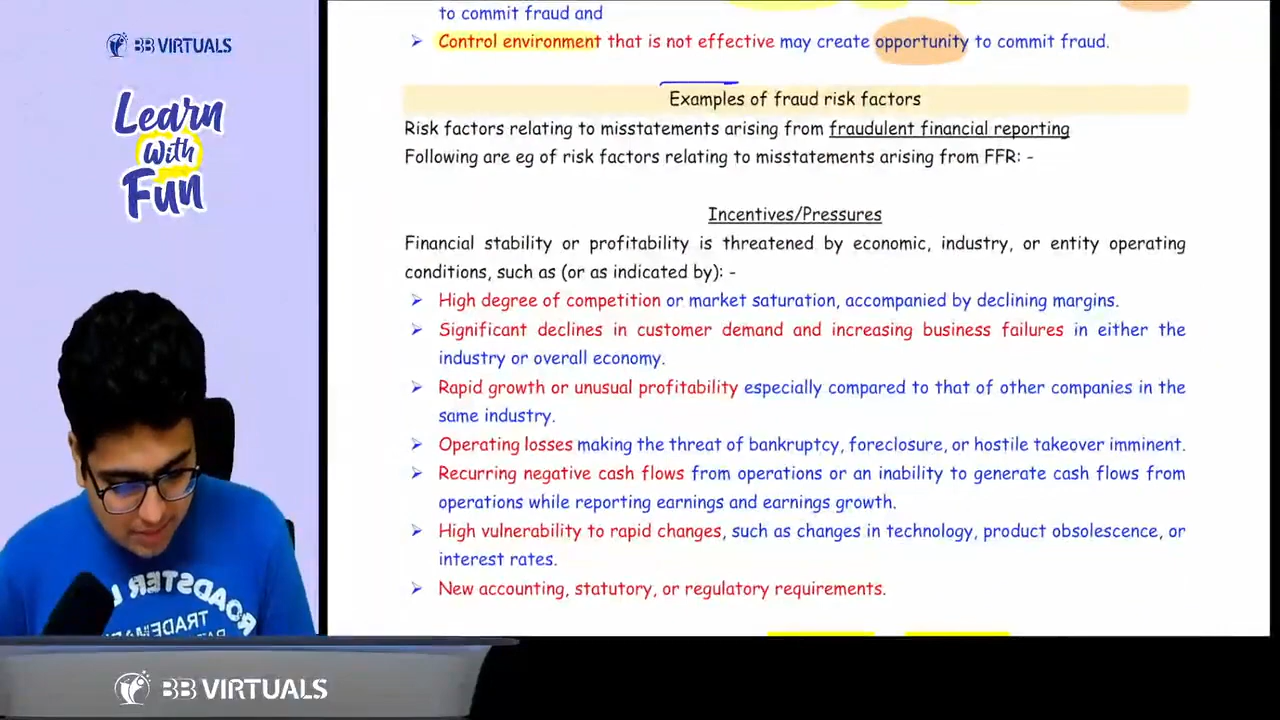 BB VIRTUALS
Learn
With
Fun
to commit fraud and
➢ Control environment that is not effective may create opportunity to commit fraud.
Examples of fraud risk factors
Risk factors relating to misstatements arising from fraudulent financial reporting
Following are eg of risk factors relating to misstatements arising from FFR: -
Incentives/Pressures
Financial stability or profitability is threatened by economic, industry, or entity operating
conditions, such as (or as indicated by): -
➢ High degree of competition or market saturation, accompanied by declining margins.
➢ Significant declines in customer demand and increasing business failures in either the
industry or overall economy.
➢ Rapid growth or unusual profitability especially compared to that of other companies in the
same industry.
➢ Operating losses making the threat of bankruptcy, foreclosure, or hostile takeover imminent.
➢ Recurring negative cash flows from operations or an inability to generate cash flows from
operations while reporting earnings and earnings growth.
➢ High vulnerability to rapid changes, such as changes in technology, product obsolescence, or
interest rates.
➢ New accounting, statutory, or regulatory requirements.
ROADSTER L
TRADEMA
BB VIRTUALS